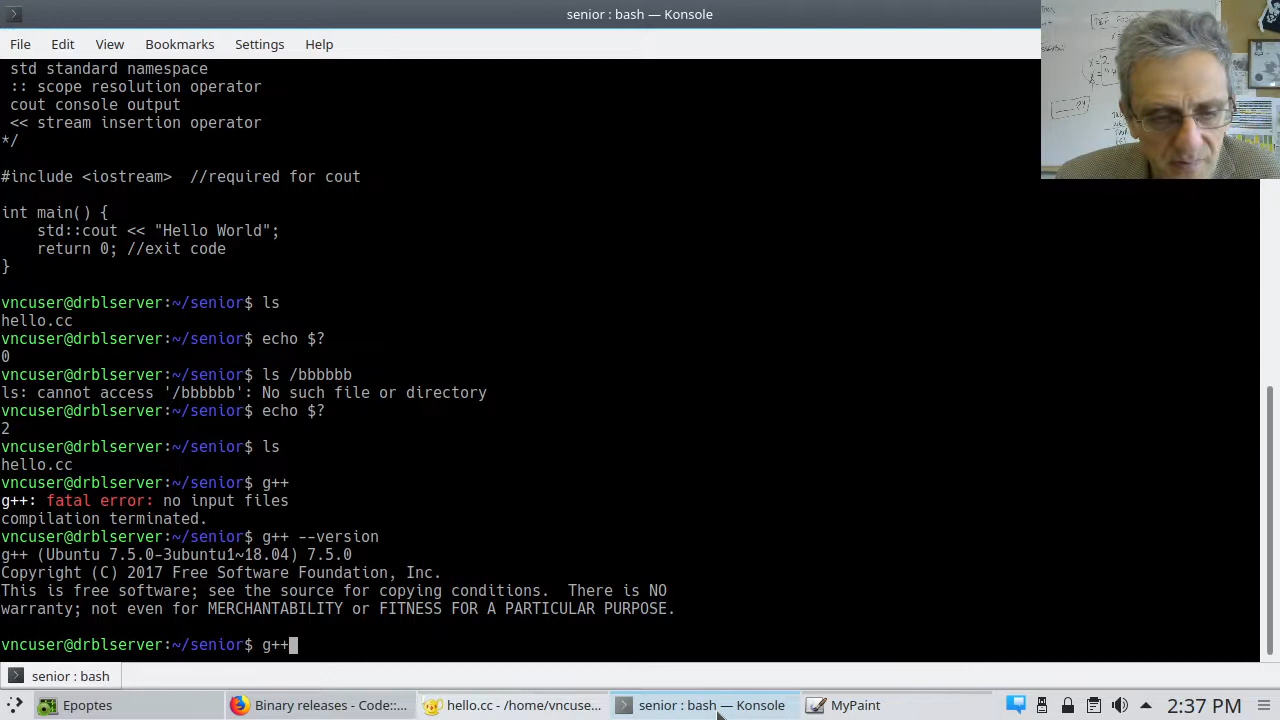 senior : bash — Konsole
File Edit View Bookmarks Settings Help
std standard namespace
:: scope resolution operator
cout console output
<< stream insertion operator
*/
#include <iostream>  //required for cout
int main() {
    std::cout << "Hello World";
    return 0; //exit code
}
vncuser@drblserver:~/senior$ ls
hello.cc
vncuser@drblserver:~/senior$ echo $?
0
vncuser@drblserver:~/senior$ ls /bbbbbb
ls: cannot access '/bbbbbb': No such file or directory
vncuser@drblserver:~/senior$ echo $?
2
vncuser@drblserver:~/senior$ ls
hello.cc
vncuser@drblserver:~/senior$ g++
g++: fatal error: no input files
compilation terminated.
vncuser@drblserver:~/senior$ g++ --version
g++ (Ubuntu 7.5.0-3ubuntu1~18.04) 7.5.0
Copyright (C) 2017 Free Software Foundation, Inc.
This is free software; see the source for copying conditions.  There is NO
warranty; not even for MERCHANTABILITY or FITNESS FOR A PARTICULAR PURPOSE.
vncuser@drblserver:~/senior$ g++
senior : bash
Epoptes Binary releases - Code::... hello.cc - /home/vncuse... senior : bash — Konsole MyPaint 2:37 PM